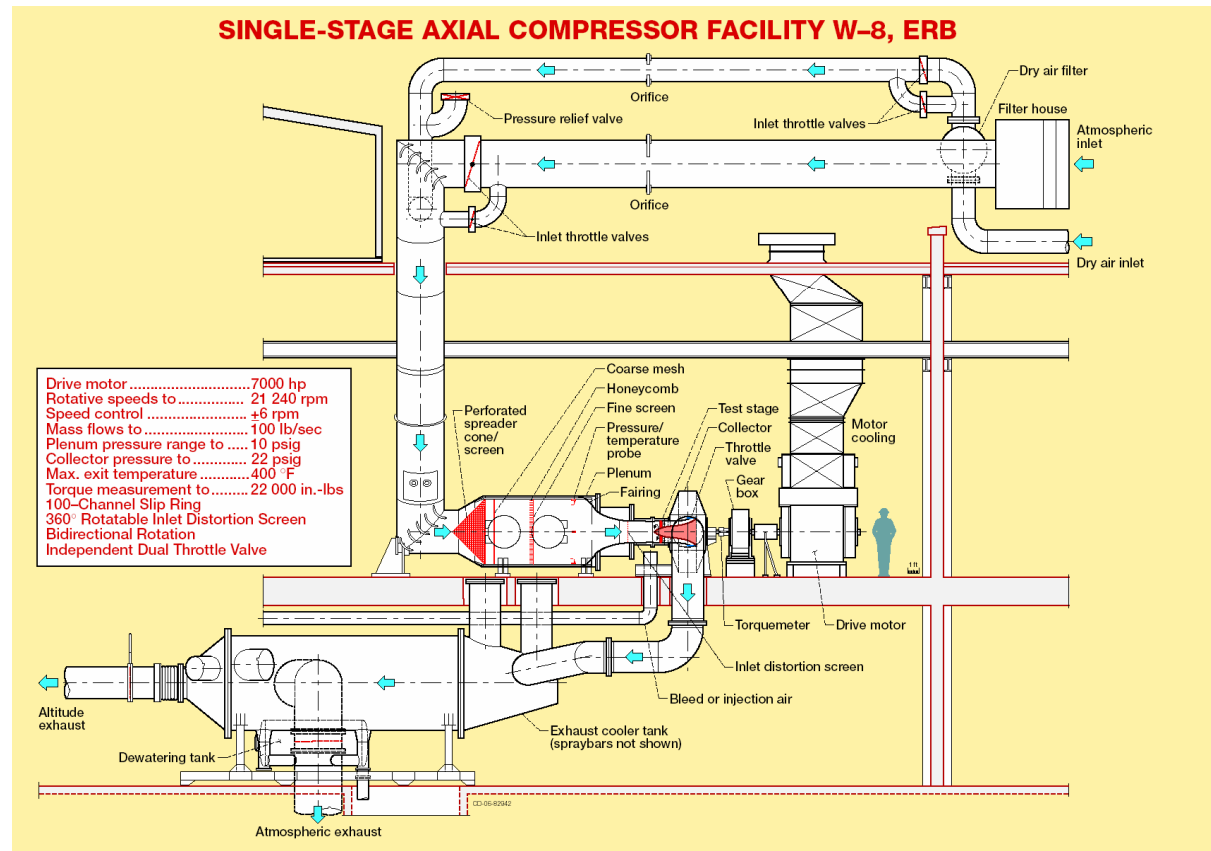 SINGLE-STAGE AXIAL COMPRESSOR FACILITY W–8, ERB
Dry air filter
Orifice
Filter house
Pressure relief valve
Inlet throttle valves
Atmospheric
inlet
Orifice
Inlet throttle valves
Dry air inlet
Drive motor ............................7000 hp
Rotative speeds to ................ 21 240 rpm
Speed control ........................ ±6 rpm
Mass flows to ......................... 100 lb/sec
Plenum pressure range to ..... 10 psig
Collector pressure to ............. 22 psig
Max. exit temperature ............400 °F
Torque measurement to......... 22 000 in.-lbs
100–Channel Slip Ring
360° Rotatable Inlet Distortion Screen
Bidirectional Rotation
Independent Dual Throttle Valve
Perforated
spreader
cone/
screen
Coarse mesh
Honeycomb
Fine screen
Pressure/
temperature
probe
Plenum
Fairing
Test stage
Collector
Throttle
valve
Gear
box
Motor
cooling
1 ft
Torquemeter
Drive motor
Inlet distortion screen
Bleed or injection air
Altitude
exhaust
Exhaust cooler tank
(spraybars not shown)
Dewatering tank
CD-06-82942
Atmospheric exhaust